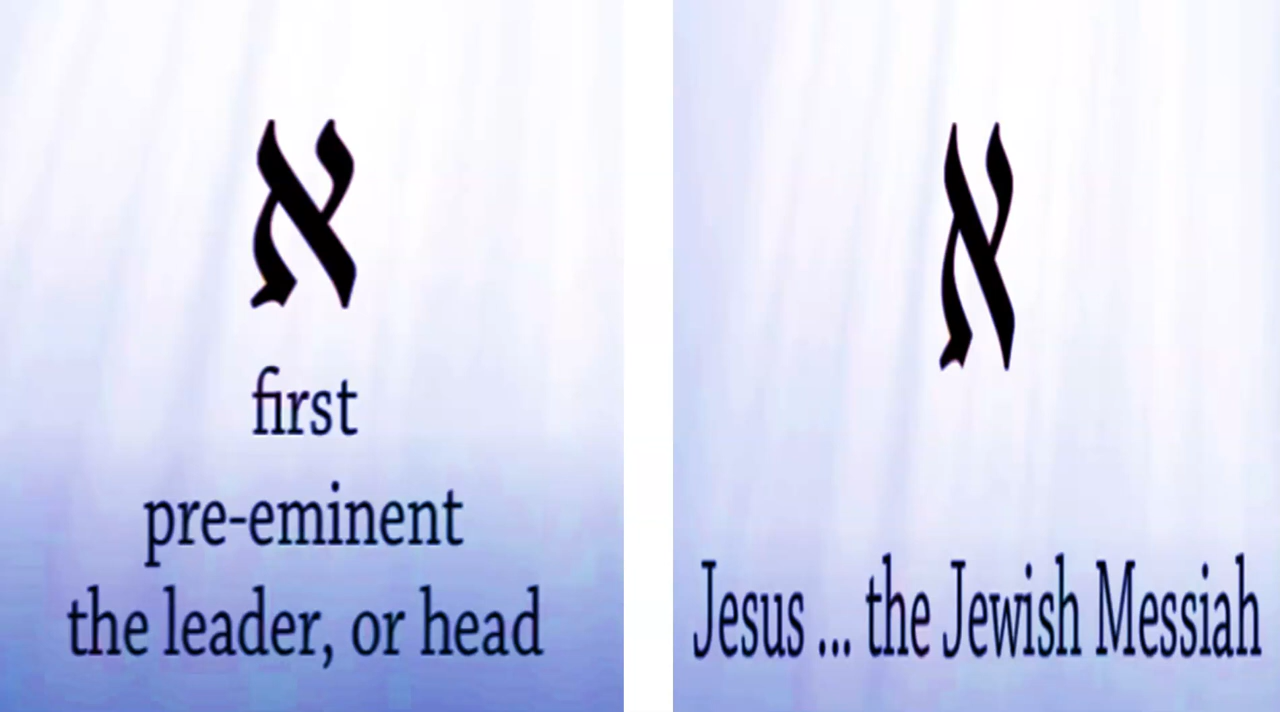 א
first
pre-eminent
the leader, or head
א
Jesus ... the Jewish Messiah